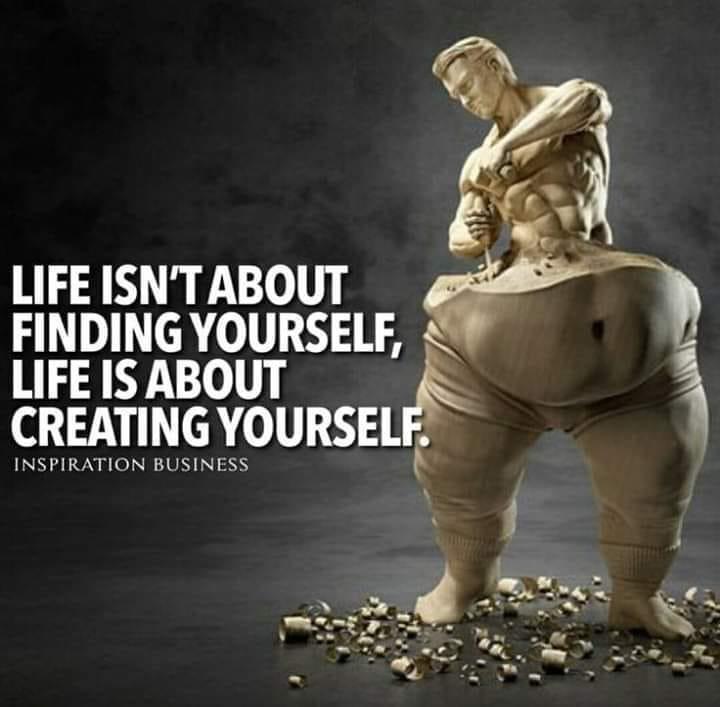 LIFE ISN'T ABOUT
FINDING YOURSELF,
LIFE IS ABOUT
CREATING YOURSELF.
INSPIRATION BUSINESS